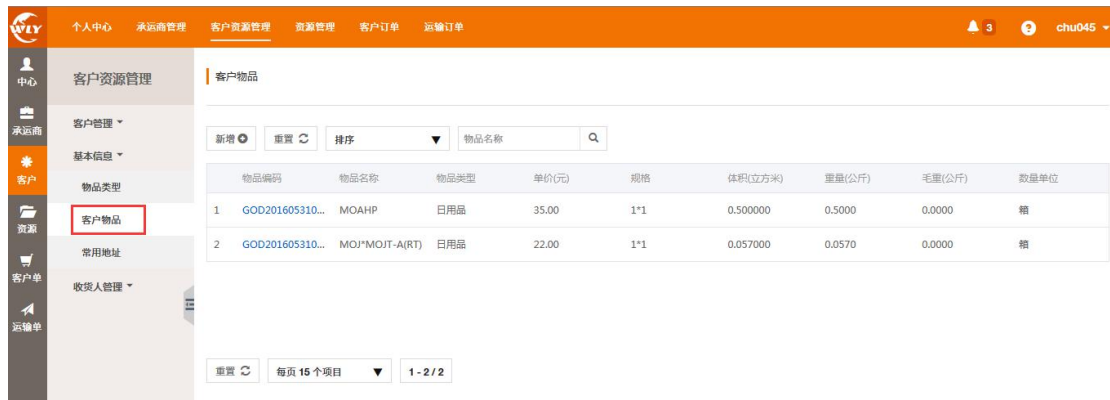 WLY 个人中心 承运商管理 客户资源管理 资源管理 客户订单 运输订单 3 ? chu045
中心
承运商
客户
资源
客户单
运输单
客户资源管理
客户管理
基本信息
物品类型
客户物品
常用地址
收货人管理
客户物品
新增 重置 排序 物品名称
物品编码 物品名称 物品类型 单价(元) 规格 体积(立方米) 重量(公斤) 毛重(公斤) 数量单位
1 GOD201605310... MOAHP 日用品 35.00 1*1 0.500000 0.5000 0.0000 箱
2 GOD201605310... MOJ*MOJT-A(RT) 日用品 22.00 1*1 0.057000 0.0570 0.0000 箱
重置 每页 15 个项目 1 - 2 / 2